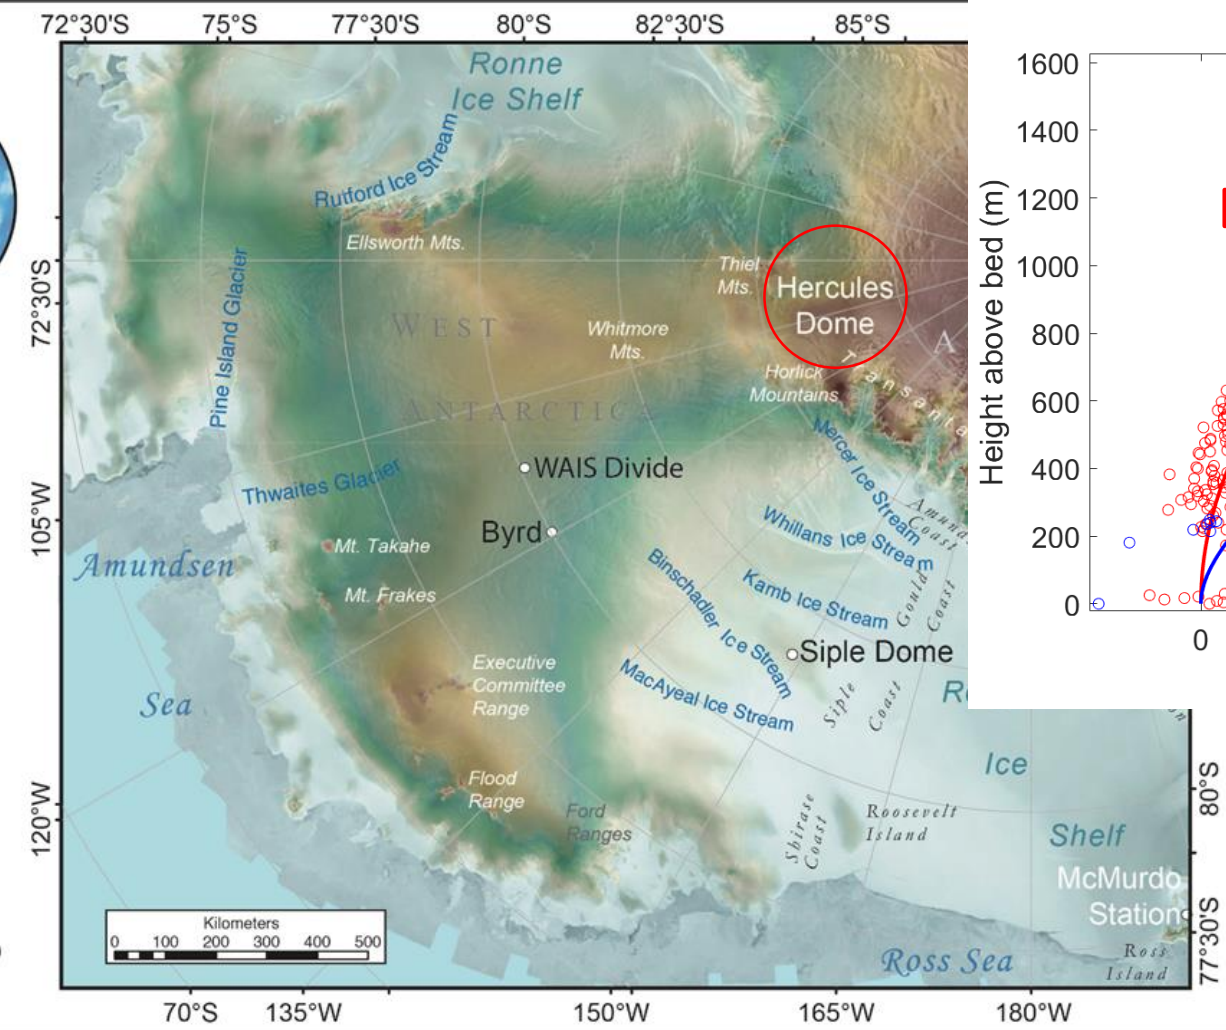 72°30'S 75°S 77°30'S 80°S 82°30'S 85°S
Ronne
Ice Shelf
Rutford Ice Stream
Ellsworth Mts.
Thiel
Mts.
Hercules
Dome
72°30'S
Pine Island Glacier
WEST
ANTARCTICA
Whitmore
Mts.
A
Horlick
Mountains
Transanta
Mercer Ice Stream
WAIS Divide
Thwaites Glacier
Byrd
105°W
Whillans Ice Stream
Amund
Coast
Mt. Takahe
Amundsen
Sea
Mt. Frakes
Binschadler Ice Stream
Kamb Ice Stream
Gould
Coast
Siple Dome
Executive
Committee
Range
MacAyeal Ice Stream
Siple
Coast
R
Ice
Shelf
Flood
Range
Ford
Ranges
Shirase
Coast
Roosevelt
Island
120°W
80°S
McMurdo
Station
77°30'S
Ross
Island
Ross Sea
Kilometers
0 100 200 300 400 500
70°S 135°W 150°W 165°W 180°W
Height above bed (m)
1600
1400
1200
1000
800
600
400
200
0
0